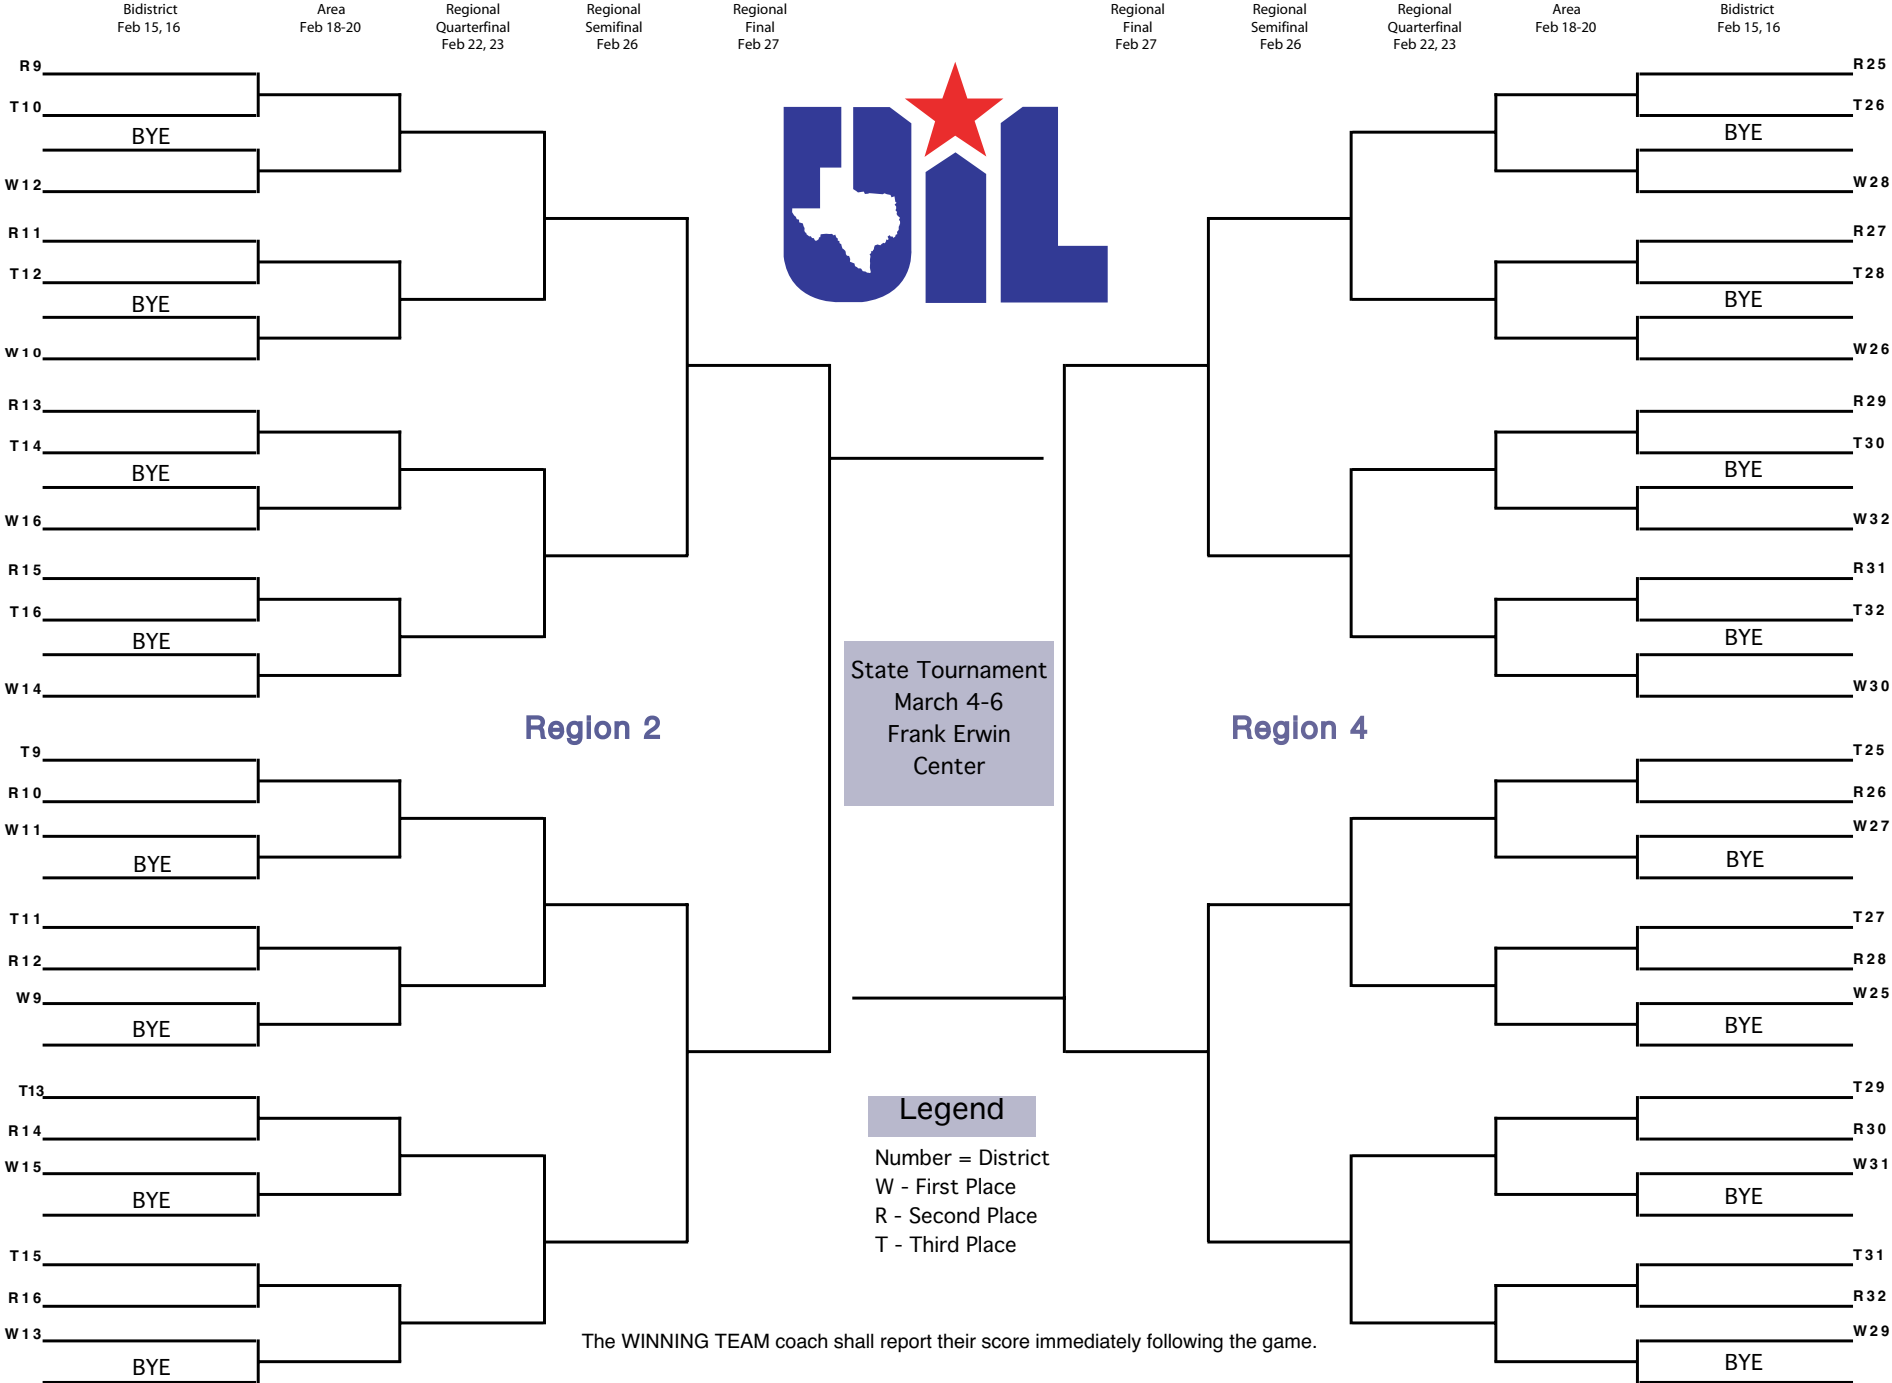 Bidistrict
Feb 15, 16
Area
Feb 18-20
Regional
Quarterfinal
Feb 22, 23
Regional
Semifinal
Feb 26
Regional
Final
Feb 27
Regional
Final
Feb 27
Regional
Semifinal
Feb 26
Regional
Quarterfinal
Feb 22, 23
Area
Feb 18-20
Bidistrict
Feb 15, 16
R9
T10
BYE
W12
R11
T12
BYE
W10
R13
T14
BYE
W16
R15
T16
BYE
W14
Region 2
T9
R10
W11
BYE
T11
R12
W9
BYE
T13
R14
W15
BYE
T15
R16
W13
BYE
UIL
State Tournament
March 4-6
Frank Erwin
Center
Legend
Number = District
W - First Place
R - Second Place
T - Third Place
The WINNING TEAM coach shall report their score immediately following the game.
R25
T26
BYE
W28
R27
T28
BYE
W26
R29
T30
BYE
W32
R31
T32
BYE
W30
Region 4
T25
R26
W27
BYE
T27
R28
W25
BYE
T29
R30
W31
BYE
T31
R32
W29
BYE